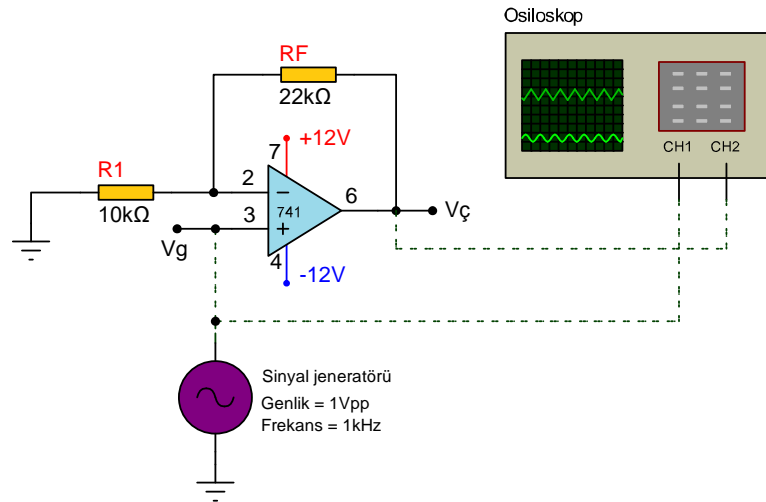 Osiloskop
RF
22kΩ
+12V
7
R1
10kΩ
2
−
741
6
3
+
Vç
Vg
4
-12V
CH1 CH2
Sinyal jeneratörü
Genlik = 1Vpp
Frekans = 1kHz